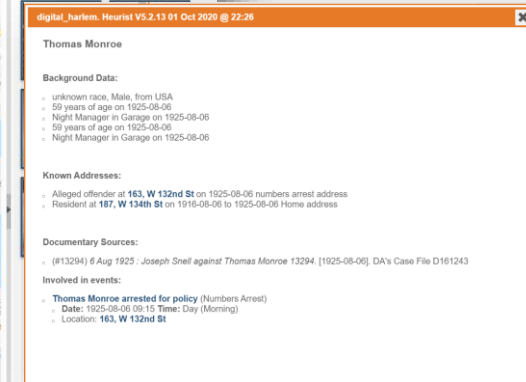 digital_harlem. Heurist V5.2.13 01 Oct 2020 @ 22:26
Thomas Monroe
Background Data:
unknown race, Male, from USA
59 years of age on 1925-08-06
Night Manager in Garage on 1925-08-06
59 years of age on 1925-08-06
Night Manager in Garage on 1925-08-06
Known Addresses:
Alleged offender at 163, W 132nd St on 1925-08-06 numbers arrest address
Resident at 187, W 134th St on 1916-08-06 to 1925-08-06 Home address
Documentary Sources:
(#13294) 6 Aug 1925 : Joseph Snell against Thomas Monroe 13294. [1925-08-06]. DA's Case File D161243
Involved in events:
Thomas Monroe arrested for policy (Numbers Arrest)
Date: 1925-08-06 09:15 Time: Day (Morning)
Location: 163, W 132nd St